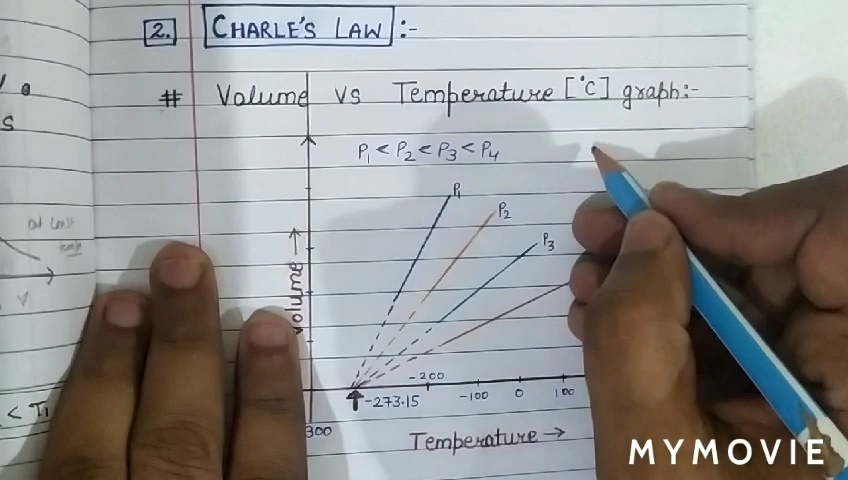 2. CHARLE'S LAW :-
# Volume vs Temperature [°C] graph:-
P1 < P2 < P3 < P4
P1
P2
P3
Volume →
-200
-273.15 -100 0 100
300
Temperature →
s
V
< T1
MYMOVIE